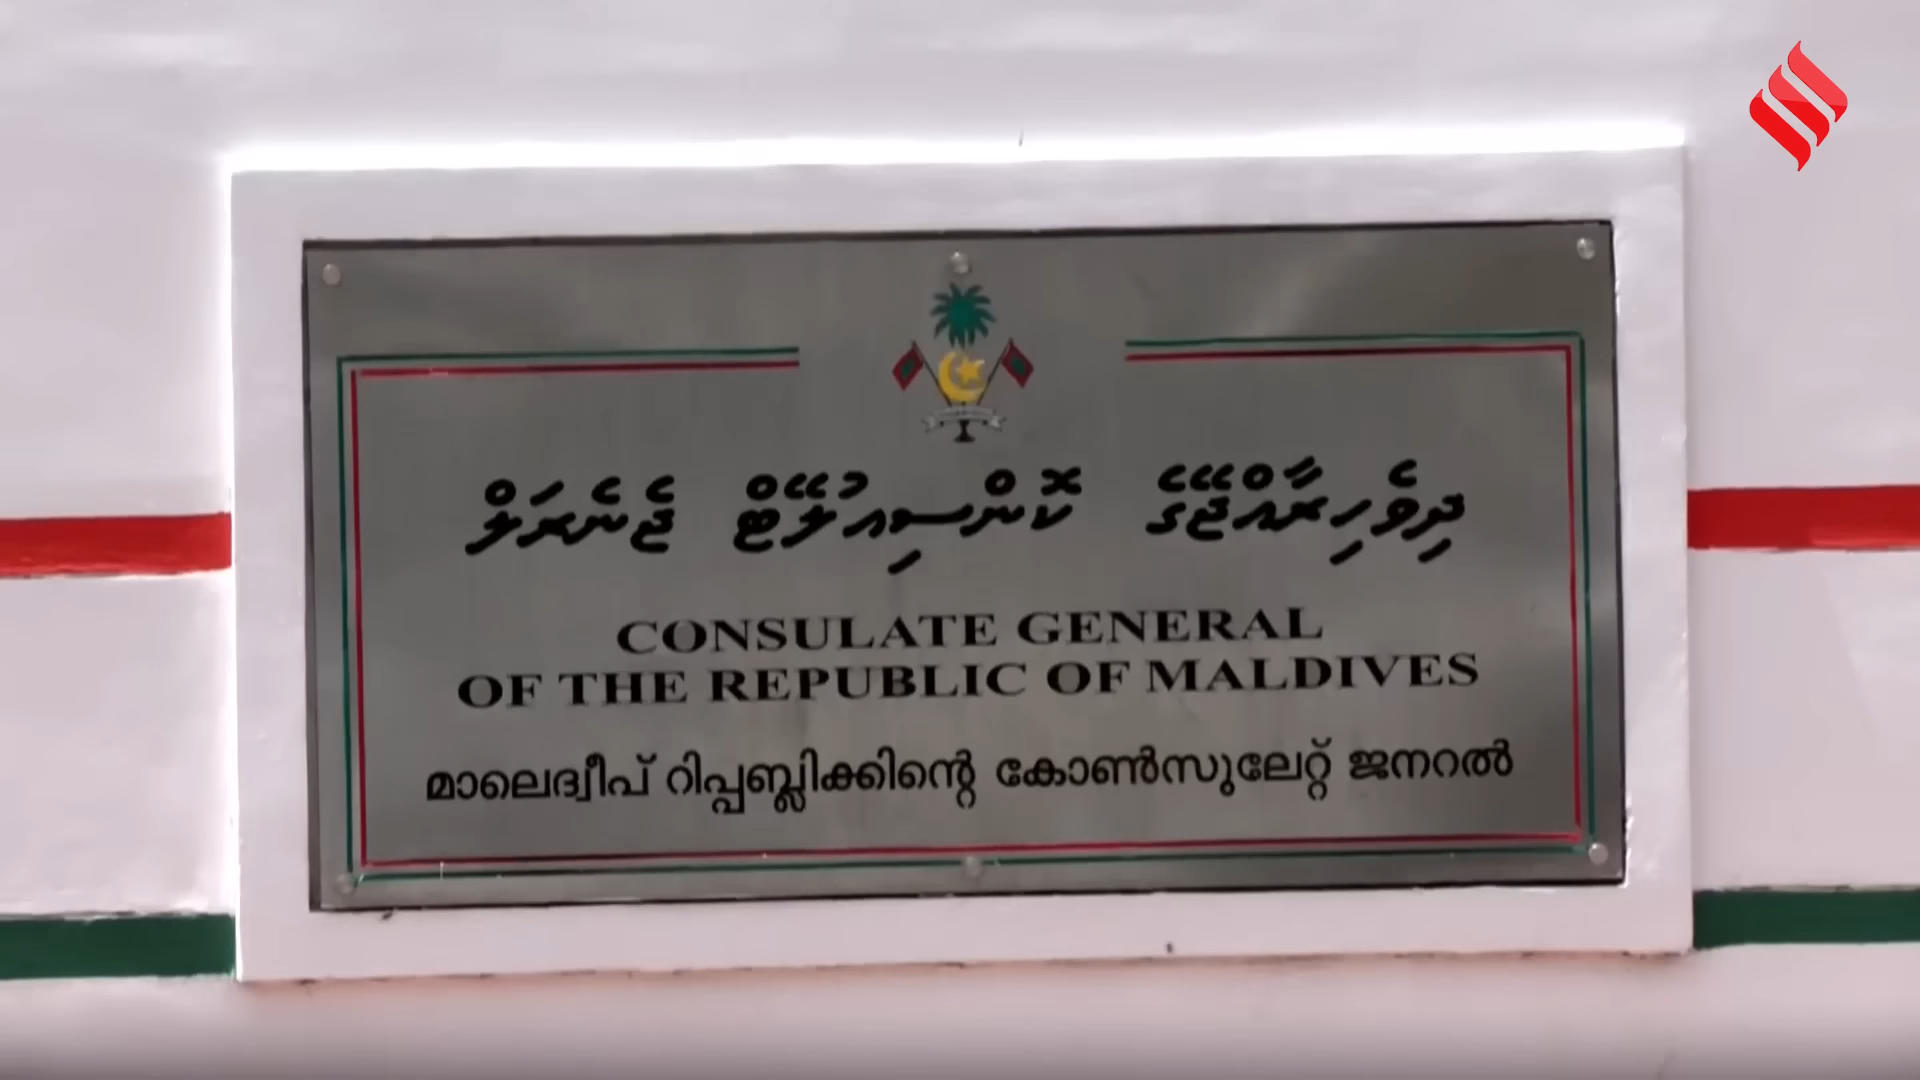 ދިވެހިރާއްޖޭގެ ކޮންސިއުލޭޓް ޖެނެރަލް
CONSULATE GENERAL
OF THE REPUBLIC OF MALDIVES
മാലെദ്വീപ് റിപ്പബ്ലിക്കിന്റെ കോൺസുലേറ്റ് ജനറൽ